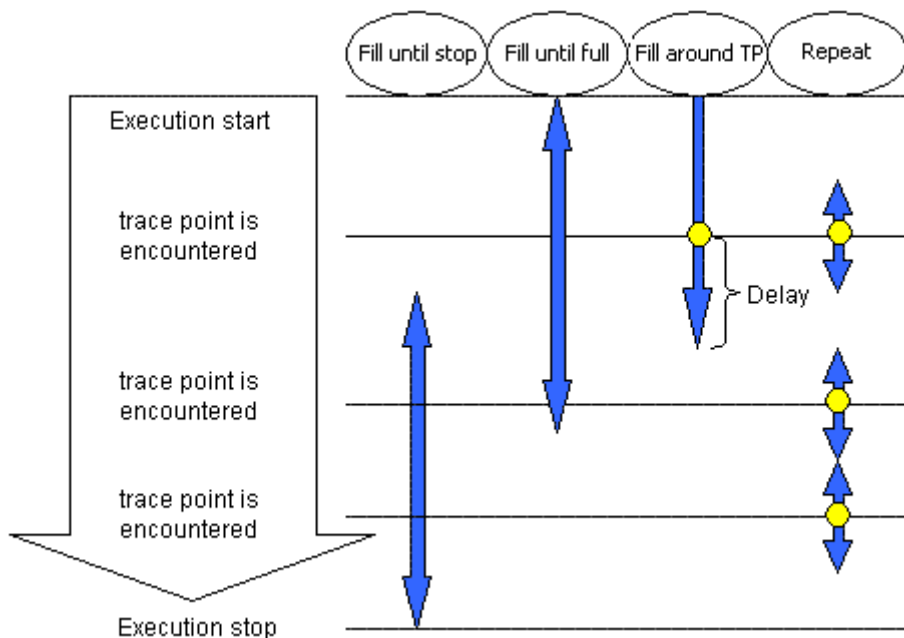 Fill until stop
Fill until full
Fill around TP
Repeat
Execution start
trace point is
encountered
Delay
trace point is
encountered
trace point is
encountered
Execution stop